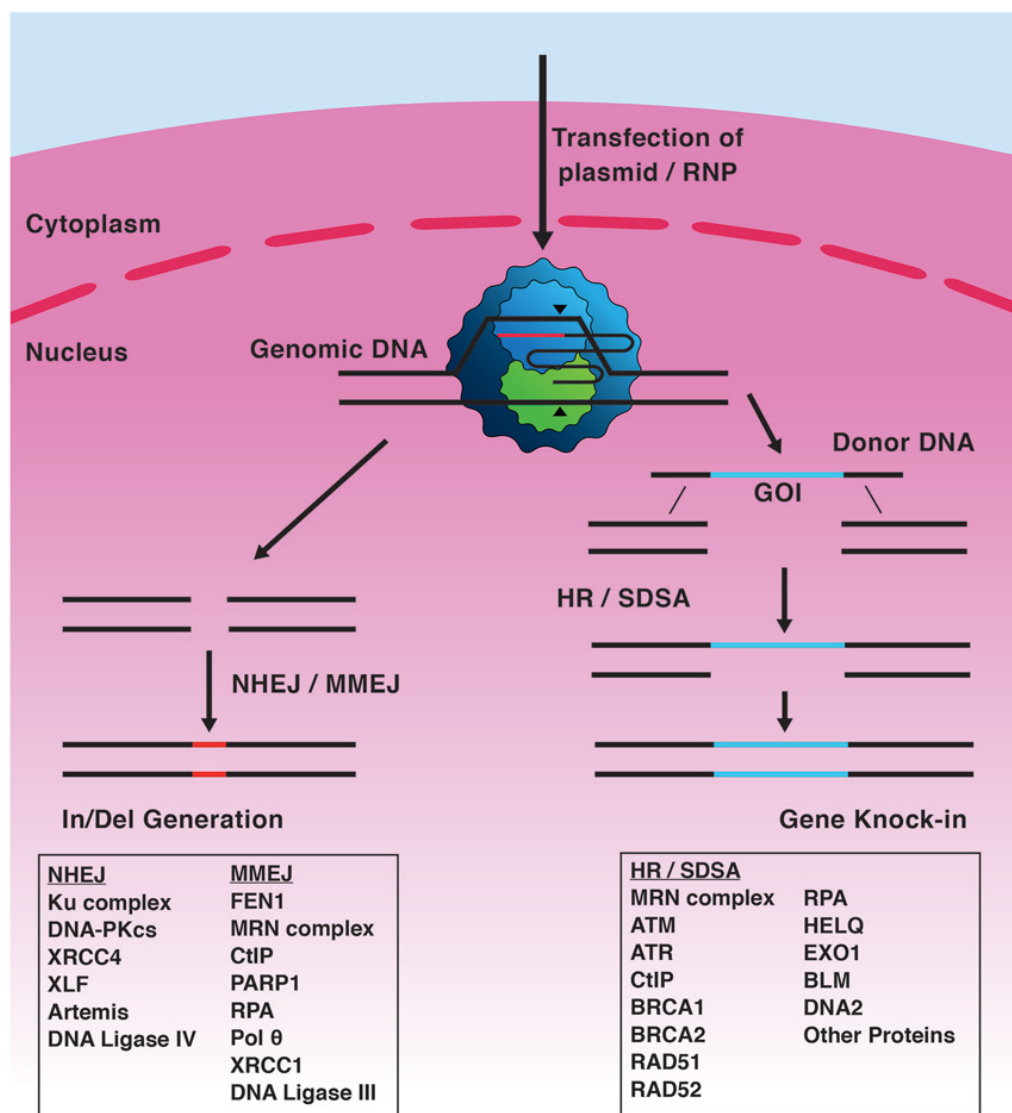 Transfection of
plasmid / RNP
Cytoplasm
Nucleus
Genomic DNA
Donor DNA
GOI
HR / SDSA
NHEJ / MMEJ
In/Del Generation
Gene Knock-in
NHEJ
Ku complex
DNA-PKcs
XRCC4
XLF
Artemis
DNA Ligase IV
MMEJ
FEN1
MRN complex
CtIP
PARP1
RPA
Pol θ
XRCC1
DNA Ligase III
HR / SDSA
MRN complex
ATM
ATR
CtIP
BRCA1
BRCA2
RAD51
RAD52
RPA
HELQ
EXO1
BLM
DNA2
Other Proteins